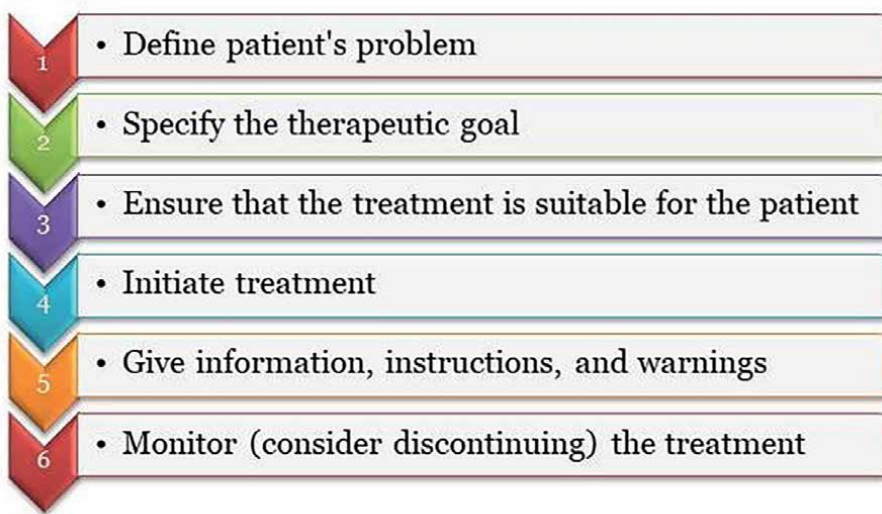 1 • Define patient's problem
2 • Specify the therapeutic goal
3 • Ensure that the treatment is suitable for the patient
4 • Initiate treatment
5 • Give information, instructions, and warnings
6 • Monitor (consider discontinuing) the treatment